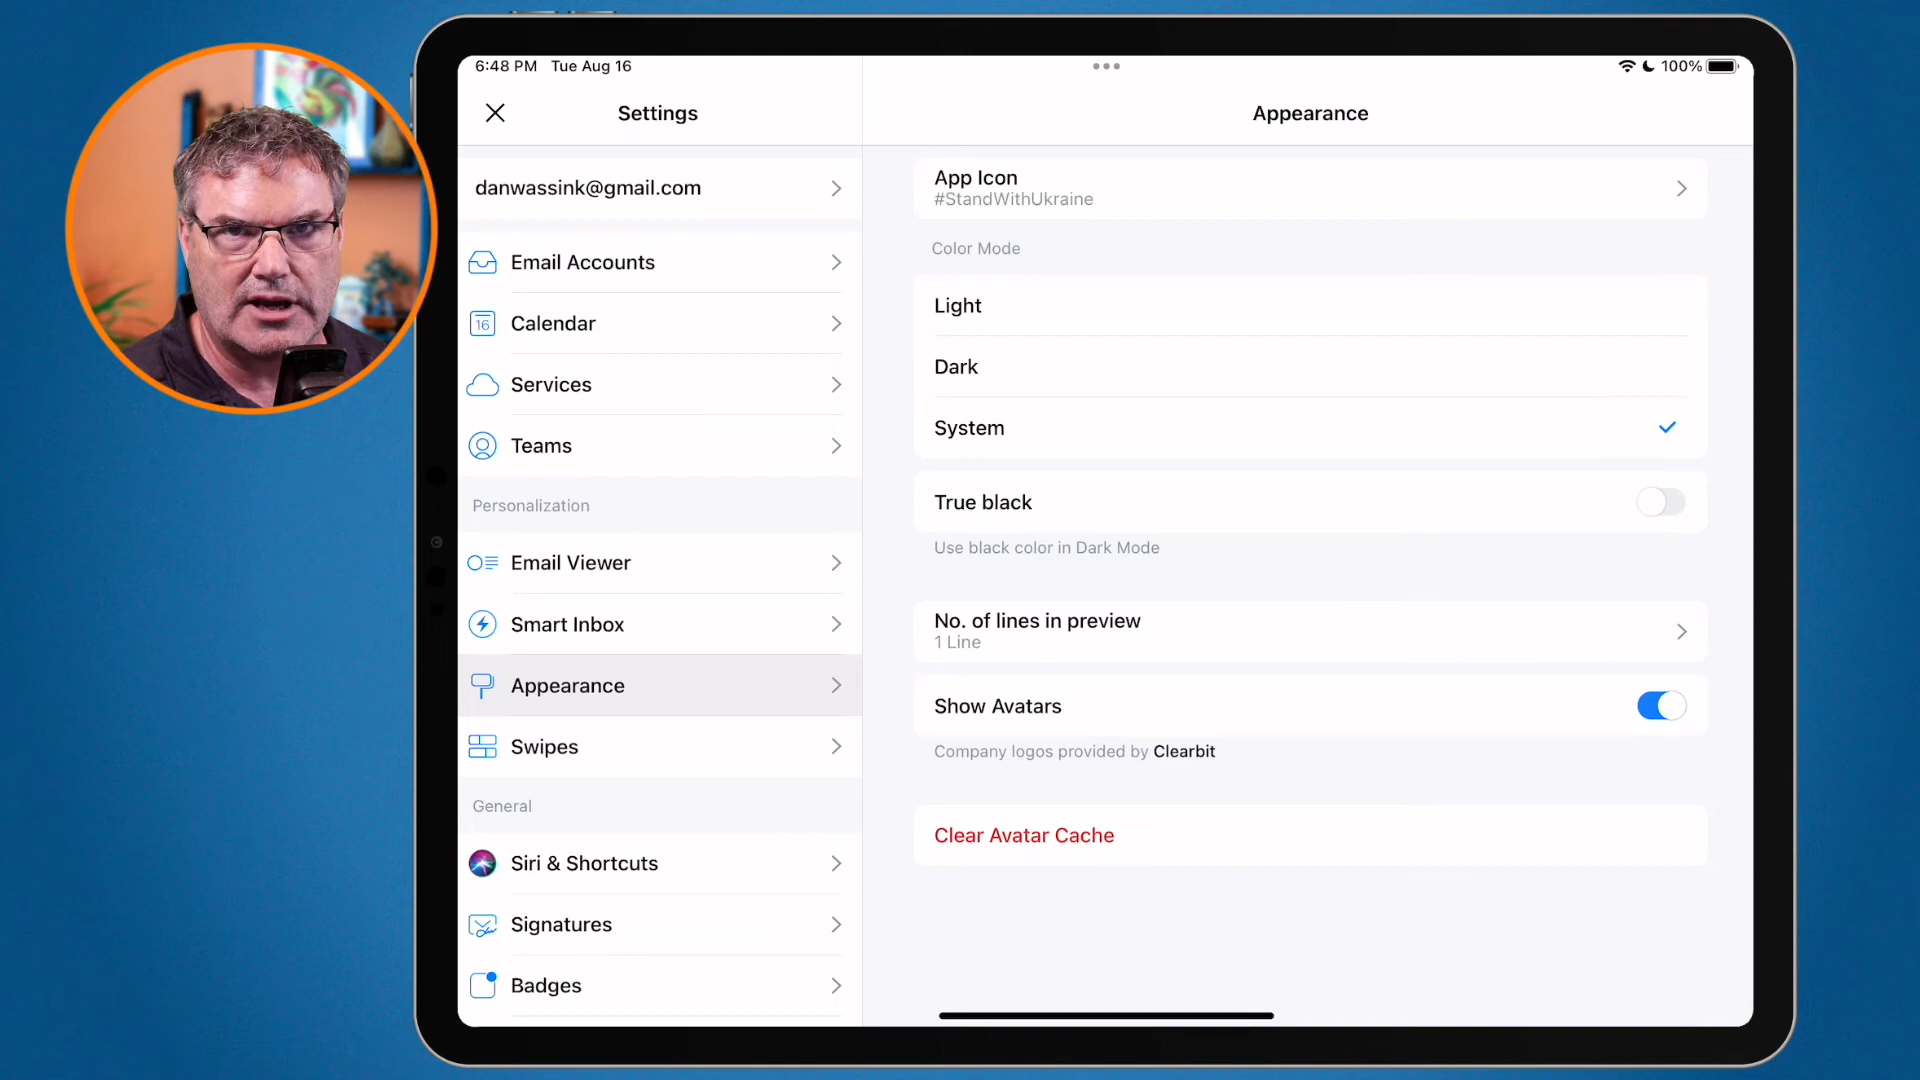 6:48 PM Tue Aug 16
100%
Settings
Appearance
danwassink@gmail.com
Email Accounts
16
Calendar
Services
Teams
Personalization
Email Viewer
Smart Inbox
Appearance
Swipes
General
Siri & Shortcuts
Signatures
Badges
App Icon
#StandWithUkraine
Color Mode
Light
Dark
System
True black
Use black color in Dark Mode
No. of lines in preview
1 Line
Show Avatars
Company logos provided by Clearbit
Clear Avatar Cache